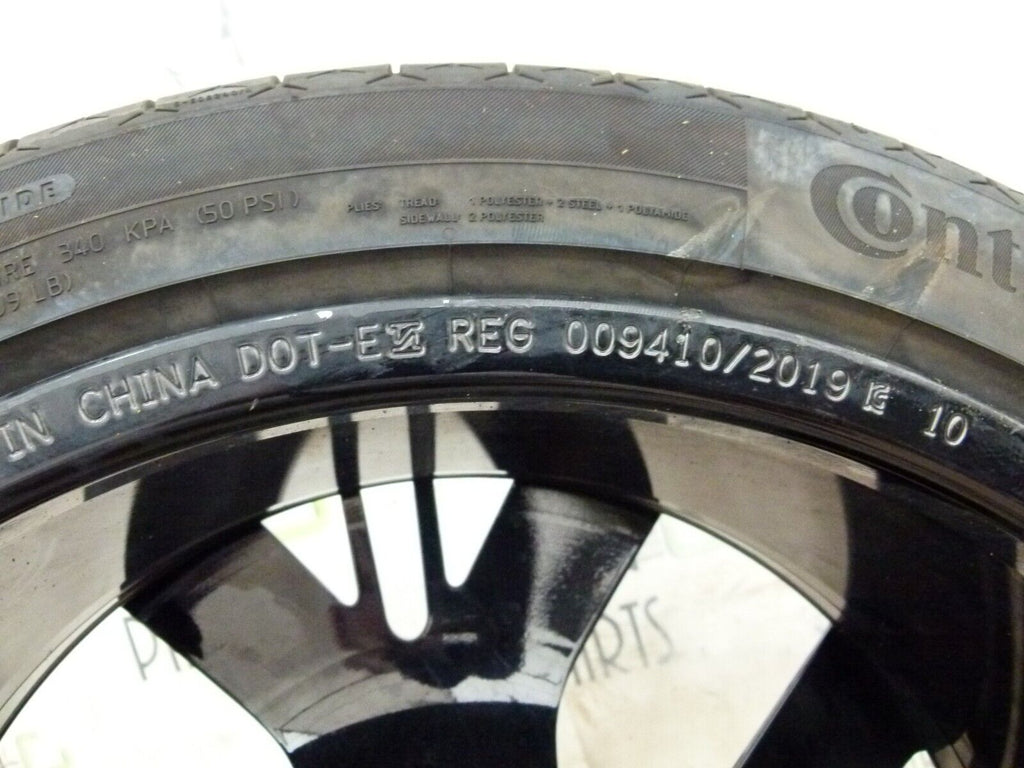 340 KPA (50 PSI)
LB)
PLIES: TREAD 1 POLYESTER + 2 STEEL + 1 POLYAMIDE
SIDEWALL 2 POLYESTER
Cont
IN CHINA DOT-E REG 009410/2019 10